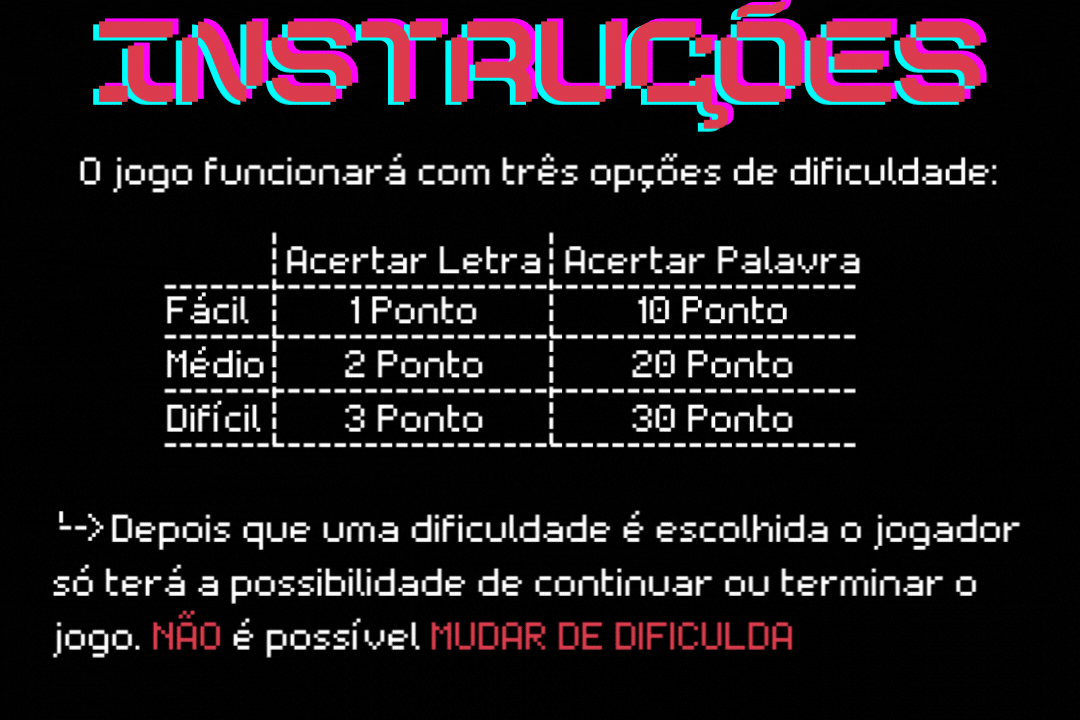 INSTRUÇÕES
O jogo funcionará com três opções de dificuldade:
Acertar Letra Acertar Palavra
Fácil 1 Ponto 10 Ponto
Médio 2 Ponto 20 Ponto
Difícil 3 Ponto 30 Ponto
└->Depois que uma dificuldade é escolhida o jogador
só terá a possibilidade de continuar ou terminar o
jogo. NÃO é possível MUDAR DE DIFICULDA